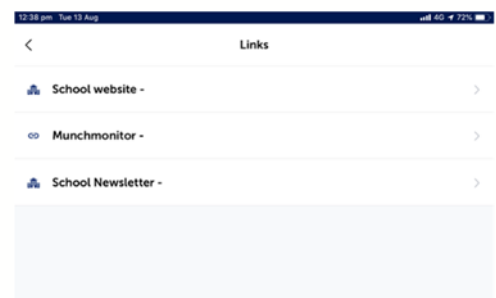 12:38 pm Tue 13 Aug 4G 72%
Links
School website -
Munchmonitor -
School Newsletter -